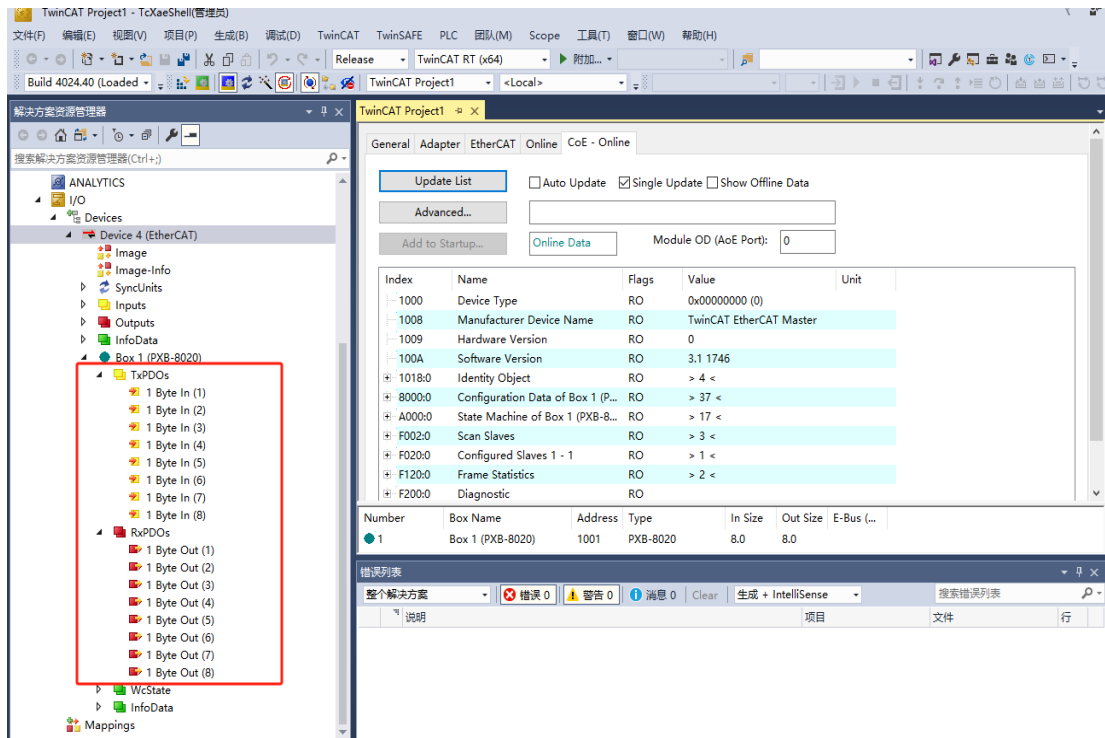 TwinCAT Project1 - TcXaeShell(管理员)
文件(F) 编辑(E) 视图(V) 项目(P) 生成(B) 调试(D) TwinCAT TwinSAFE PLC 团队(M) Scope 工具(T) 窗口(W) 帮助(H)
Release TwinCAT RT (x64) 附加...
Build 4024.40 (Loaded TwinCAT Project1 <Local>
解决方案资源管理器
搜索解决方案资源管理器(Ctrl+;)
ANALYTICS
I/O
Devices
Device 4 (EtherCAT)
Image
Image-Info
SyncUnits
Inputs
Outputs
InfoData
Box 1 (PXB-8020)
TxPDOs
1 Byte In (1)
1 Byte In (2)
1 Byte In (3)
1 Byte In (4)
1 Byte In (5)
1 Byte In (6)
1 Byte In (7)
1 Byte In (8)
RxPDOs
1 Byte Out (1)
1 Byte Out (2)
1 Byte Out (3)
1 Byte Out (4)
1 Byte Out (5)
1 Byte Out (6)
1 Byte Out (7)
1 Byte Out (8)
WcState
InfoData
Mappings
TwinCAT Project1
General Adapter EtherCAT Online CoE - Online
Update List Auto Update Single Update Show Offline Data
Advanced...
Add to Startup... Online Data Module OD (AoE Port): 0
Index Name Flags Value Unit
1000 Device Type RO 0x00000000 (0)
1008 Manufacturer Device Name RO TwinCAT EtherCAT Master
1009 Hardware Version RO 0
100A Software Version RO 3.1 1746
1018:0 Identity Object RO > 4 <
8000:0 Configuration Data of Box 1 (P... RO > 37 <
A000:0 State Machine of Box 1 (PXB-8... RO > 17 <
F002:0 Scan Slaves RO > 3 <
F020:0 Configured Slaves 1 - 1 RO > 1 <
F120:0 Frame Statistics RO > 2 <
F200:0 Diagnostic RO
Number Box Name Address Type In Size Out Size E-Bus (...
1 Box 1 (PXB-8020) 1001 PXB-8020 8.0 8.0
错误列表
整个解决方案 错误 0 警告 0 消息 0 Clear 生成 + IntelliSense 搜索错误列表
说明 项目 文件 行